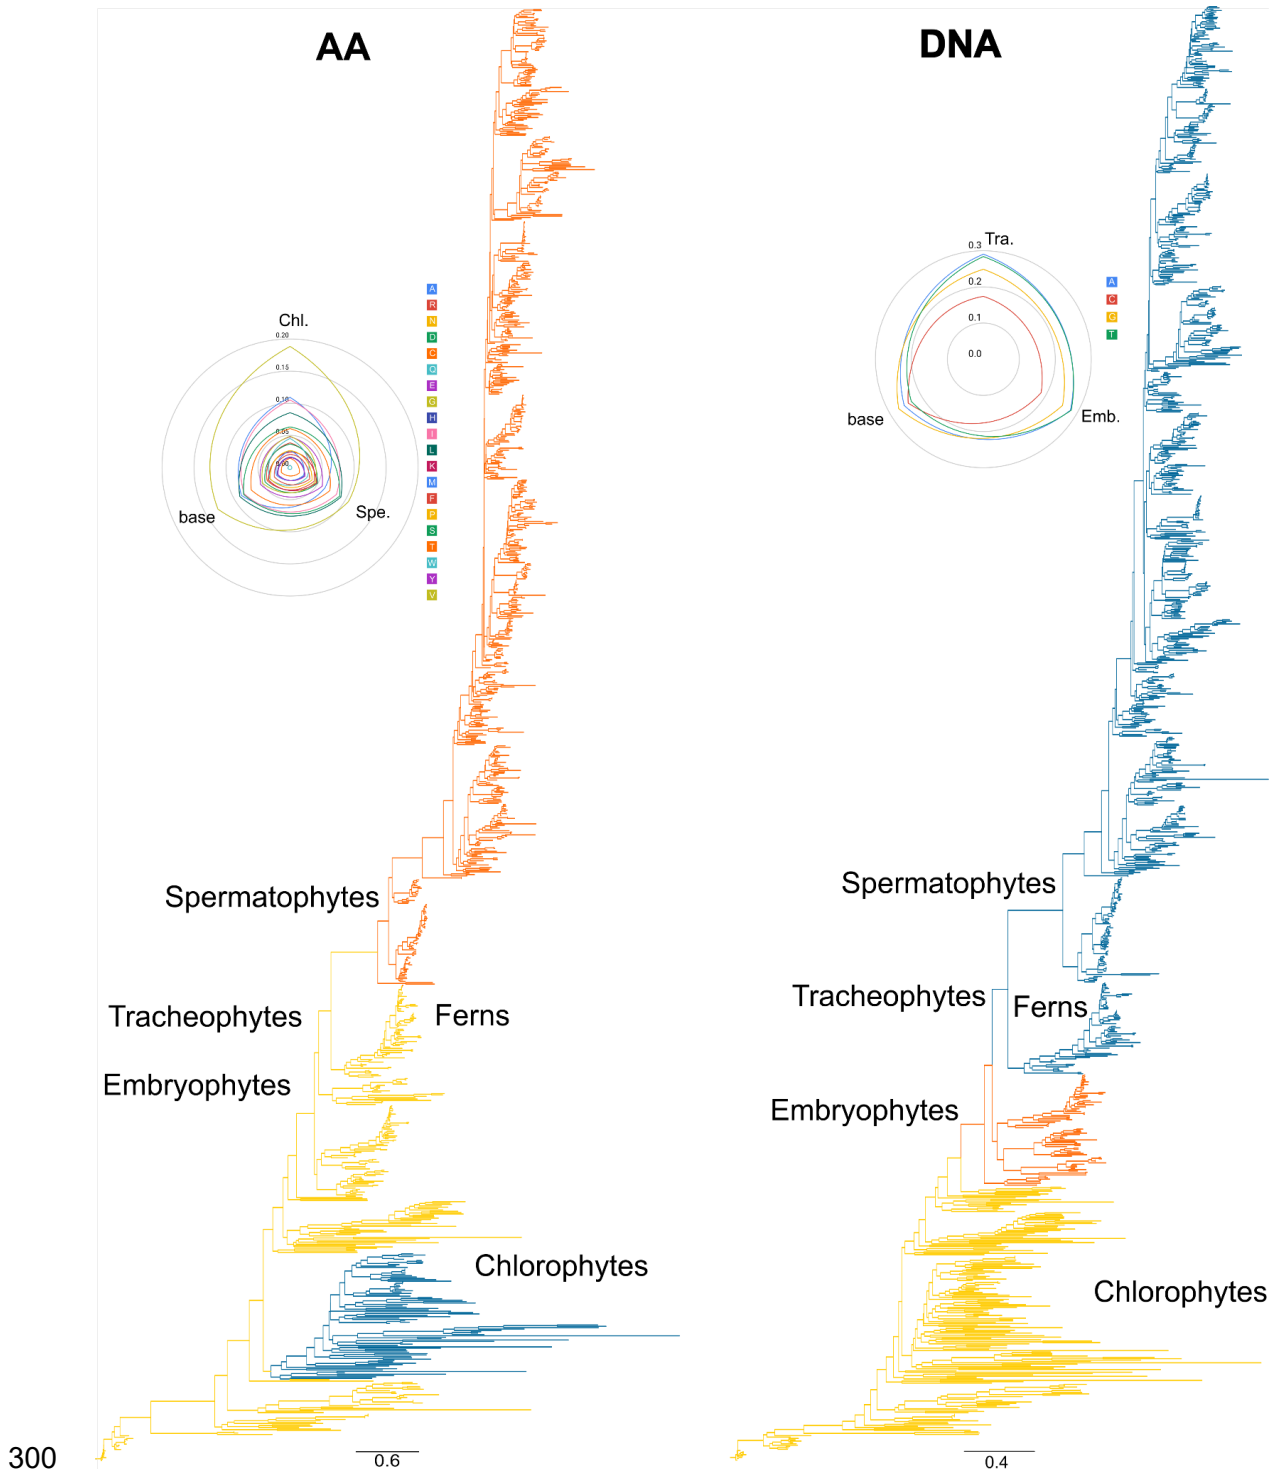 AA
DNA
Chl.
0.20
0.15
0.10
0.05
0.00
base
Spe.
A
R
N
D
C
Q
E
G
H
I
L
K
M
F
P
S
T
W
Y
V
Tra.
0.3
0.2
0.1
0.0
base
Emb.
A
C
G
T
Spermatophytes
Tracheophytes
Ferns
Embryophytes
Chlorophytes
0.6
Spermatophytes
Tracheophytes
Ferns
Embryophytes
Chlorophytes
0.4
300